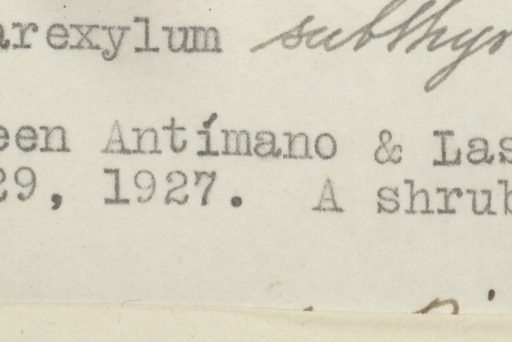 arexylum subthyr
een Antímano & Las
29, 1927. A shrub